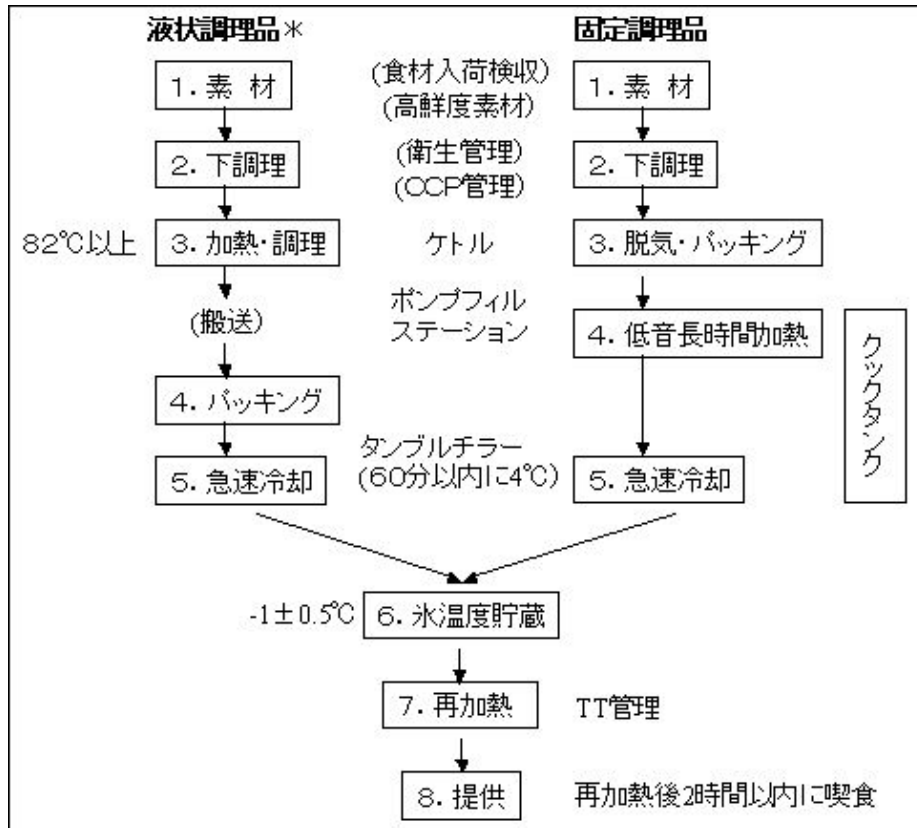 液状調理品＊
固定調理品
1．素 材
(食材入荷検収)
(高鮮度素材)
1．素 材
2．下調理
(衛生管理)
(CCP管理)
2．下調理
82℃以上
3．加熱・調理
ケトル
3．脱気・パッキング
(搬送)
ポンプフィル
ステーション
4．低音長時間加熱
クックタンク
4．パッキング
5．急速冷却
タンブルチラー
(60分以内に4℃)
5．急速冷却
-1±0.5℃
6．氷温度貯蔵
7．再加熱
TT管理
8．提供
再加熱後2時間以内に喫食